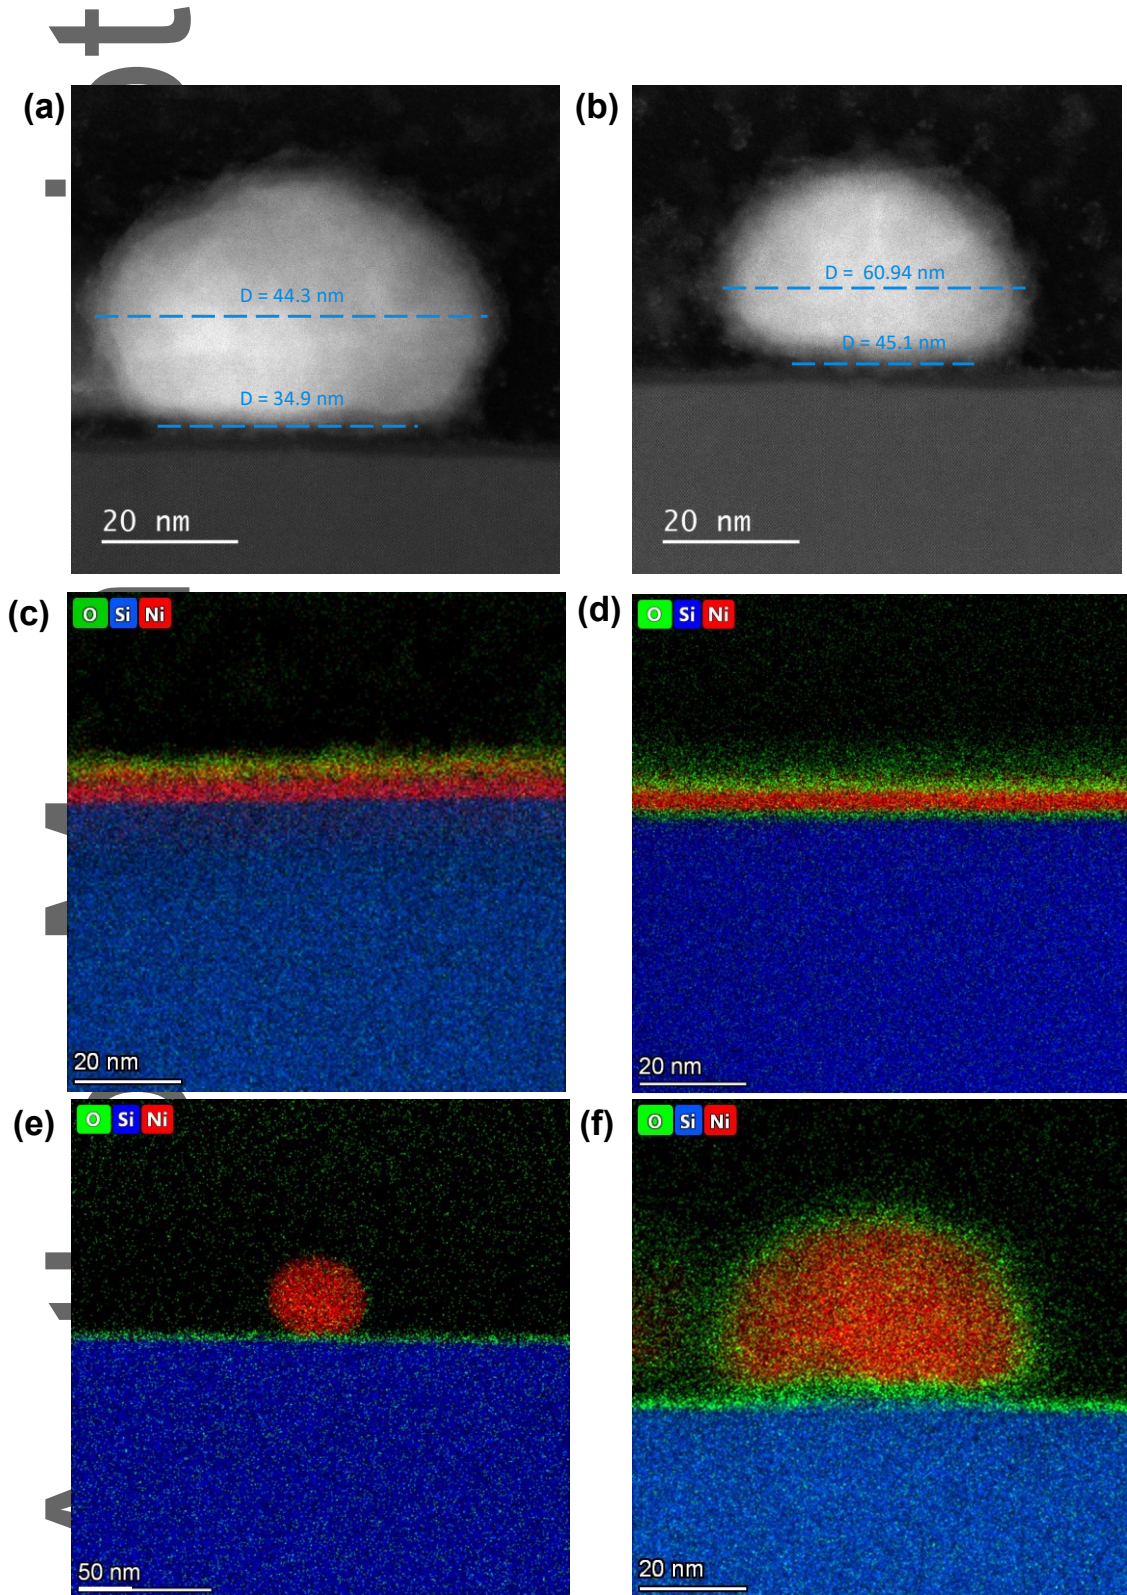 (a)
(b)
D = 44.3 nm
D = 34.9 nm
20 nm
D = 60.94 nm
D = 45.1 nm
20 nm
(c)
(d)
O Si Ni
20 nm
O Si Ni
20 nm
(e)
(f)
O Si Ni
50 nm
O Si Ni
20 nm